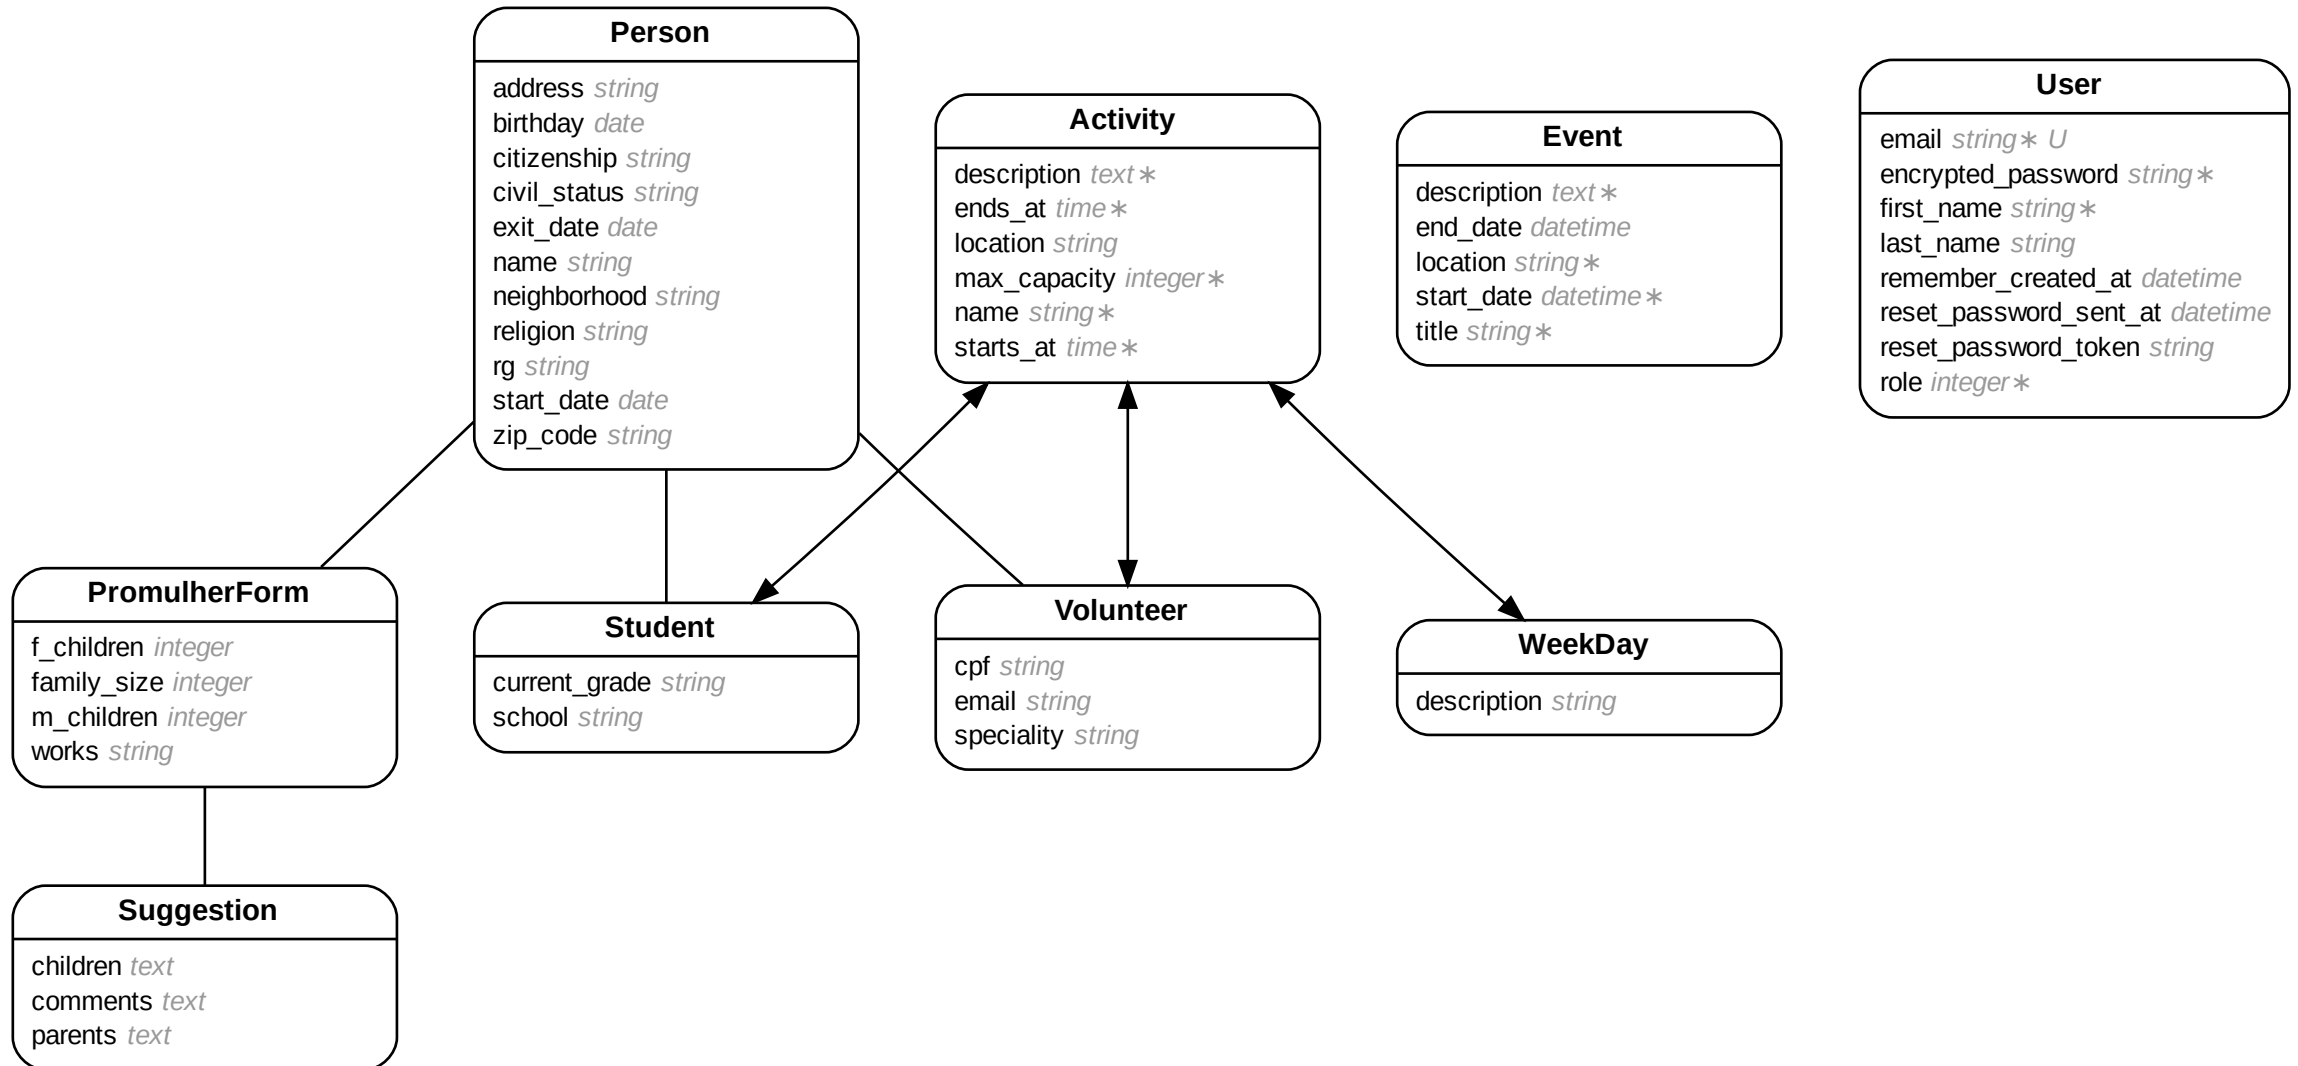 Person
address string
birthday date
citizenship string
civil_status string
exit_date date
name string
neighborhood string
religion string
rg string
start_date date
zip_code string
Activity
description text∗
ends_at time∗
location string
max_capacity integer∗
name string∗
starts_at time∗
Event
description text∗
end_date datetime
location string∗
start_date datetime∗
title string∗
User
email string∗ U
encrypted_password string∗
first_name string∗
last_name string
remember_created_at datetime
reset_password_sent_at datetime
reset_password_token string
role integer∗
PromulherForm
f_children integer
family_size integer
m_children integer
works string
Student
current_grade string
school string
Volunteer
cpf string
email string
speciality string
WeekDay
description string
Suggestion
children text
comments text
parents text